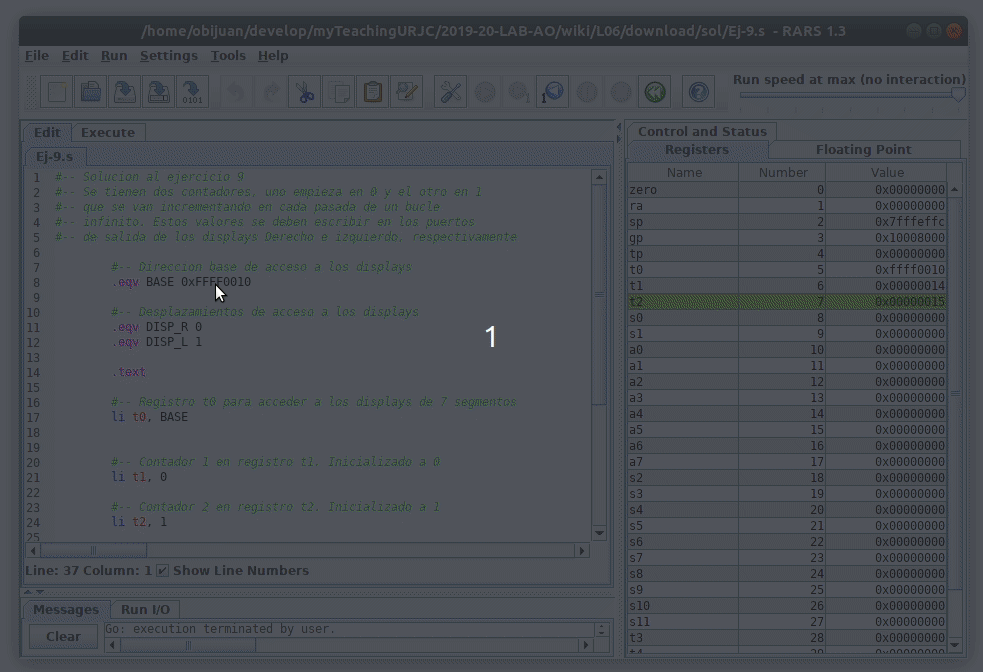 /home/obijuan/develop/myTeachingURJC/2019-20-LAB-AO/wiki/L06/download/sol/Ej-9.s - RARS 1.3
File Edit Run Settings Tools Help
Run speed at max (no interaction)
Edit Execute
Ej-9.s
1 #-- Solucion al ejercicio 9
2 #-- Se tienen dos contadores, uno empieza en 0 y el otro en 1
3 #-- que se van incrementando en cada pasada de un bucle
4 #-- infinito. Estos valores se deben escribir en los puertos
5 #-- de salida de los displays Derecho e izquierdo, respectivamente
6
7 #-- Direccion base de acceso a los displays
8 .eqv BASE 0xFFFF0010
9
10 #-- Desplazamientos de acceso a los displays
11 .eqv DISP_R 0
12 .eqv DISP_L 1
13
14 .text
15
16 #-- Registro t0 para acceder a los displays de 7 segmentos
17 li t0, BASE
18
19
20 #-- Contador 1 en registro t1. Inicializado a 0
21 li t1, 0
22
23 #-- Contador 2 en registro t2. Inicializado a 1
24 li t2, 1
25
1
Line: 37 Column: 1 Show Line Numbers
Messages Run I/O
Clear
Go: execution terminated by user.
Control and Status
Registers Floating Point
Name Number Value
zero 0 0x00000000
ra 1 0x00000000
sp 2 0x7fffeffc
gp 3 0x10008000
tp 4 0x00000000
t0 5 0xffff0010
t1 6 0x00000014
t2 7 0x00000015
s0 8 0x00000000
s1 9 0x00000000
a0 10 0x00000000
a1 11 0x00000000
a2 12 0x00000000
a3 13 0x00000000
a4 14 0x00000000
a5 15 0x00000000
a6 16 0x00000000
a7 17 0x00000000
s2 18 0x00000000
s3 19 0x00000000
s4 20 0x00000000
s5 21 0x00000000
s6 22 0x00000000
s7 23 0x00000000
s8 24 0x00000000
s9 25 0x00000000
s10 26 0x00000000
s11 27 0x00000000
t3 28 0x00000000